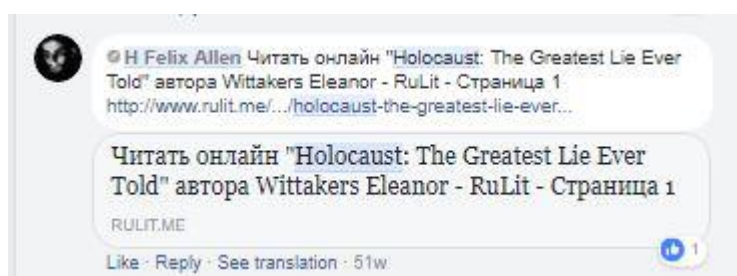 H Felix Allen Читать онлайн "Holocaust: The Greatest Lie Ever
Told" автора Wittakers Eleanor - RuLit - Страница 1
http://www.rulit.me/.../holocaust-the-greatest-lie-ever...
Читать онлайн "Holocaust: The Greatest Lie Ever
Told" автора Wittakers Eleanor - RuLit - Страница 1
RULIT.ME
Like · Reply · See translation · 51w
1